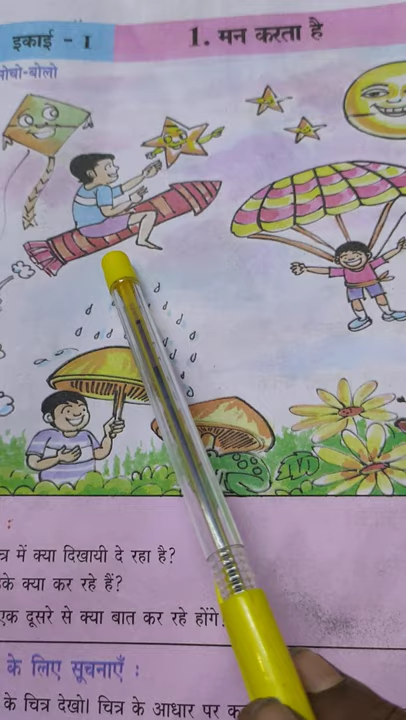 इकाई - I
1. मन करता है
सोचो-बोलो
:
में क्या दिखायी दे रहा है?
क्या कर रहे हैं?
एक दूसरे से क्या बात कर रहे होंगे
के लिए सूचनाएँ :
के चित्र देखो। चित्र के आधार पर